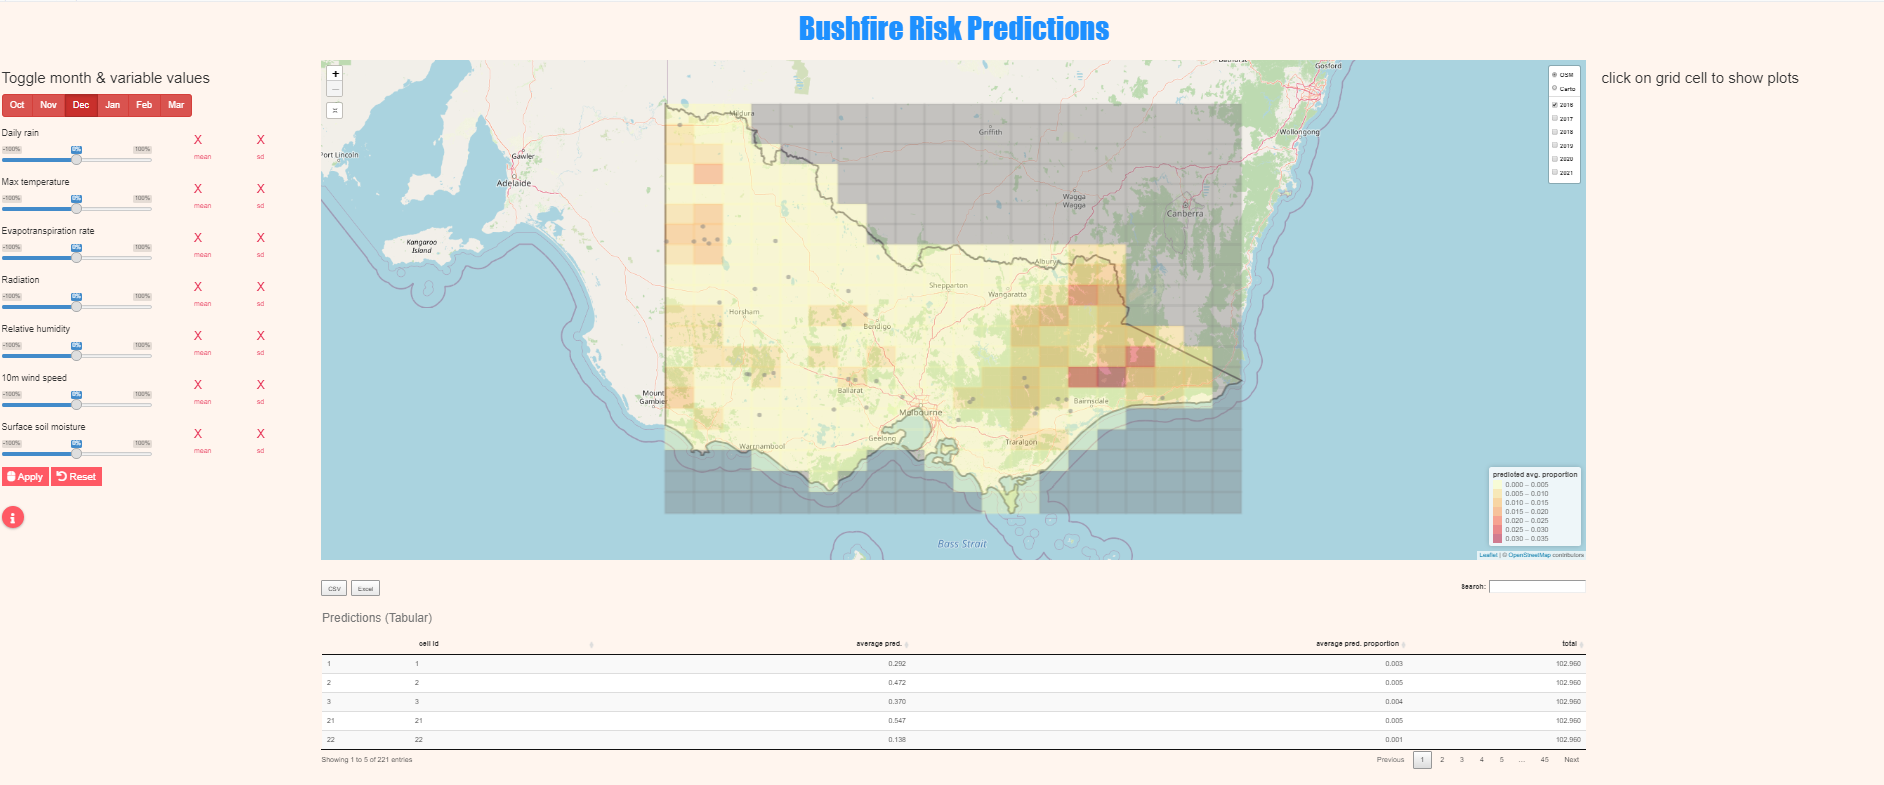 Bushfire Risk Predictions
Toggle month & variable values
Oct Nov Dec Jan Feb Mar
Daily rain
-100% 0% 100%
X X
mean sd
Max temperature
-100% 0% 100%
X X
mean sd
Evapotranspiration rate
-100% 0% 100%
X X
mean sd
Radiation
-100% 0% 100%
X X
mean sd
Relative humidity
-100% 0% 100%
X X
mean sd
10m wind speed
-100% 0% 100%
X X
mean sd
Surface soil moisture
-100% 0% 100%
X X
mean sd
Apply Reset
i
+
−
Gosford
Mildura
Griffith
Wollongong
Port Lincoln
Gawler
Adelaide
Wagga
Wagga
Canberra
Kangaroo
Island
Albury
Shepparton
Wangaratta
Horsham
Bendigo
Mount
Gambier
Ballarat
Bairnsdale
Melbourne
Geelong
Traralgon
Warrnambool
Bass Strait
OSM
Carto
2016
2017
2018
2019
2020
2021
predicted avg. proportion
0.000 – 0.005
0.005 – 0.010
0.010 – 0.015
0.015 – 0.020
0.020 – 0.025
0.025 – 0.030
0.030 – 0.035
Leaflet | © OpenStreetMap contributors
click on grid cell to show plots
CSV Excel
Search:
Predictions (Tabular)
cell id average pred. average pred. proportion total
1 1 0.292 0.003 102.960
2 2 0.472 0.005 102.960
3 3 0.370 0.004 102.960
21 21 0.547 0.005 102.960
22 22 0.138 0.001 102.960
Showing 1 to 5 of 221 entries
Previous 1 2 3 4 5 … 45 Next